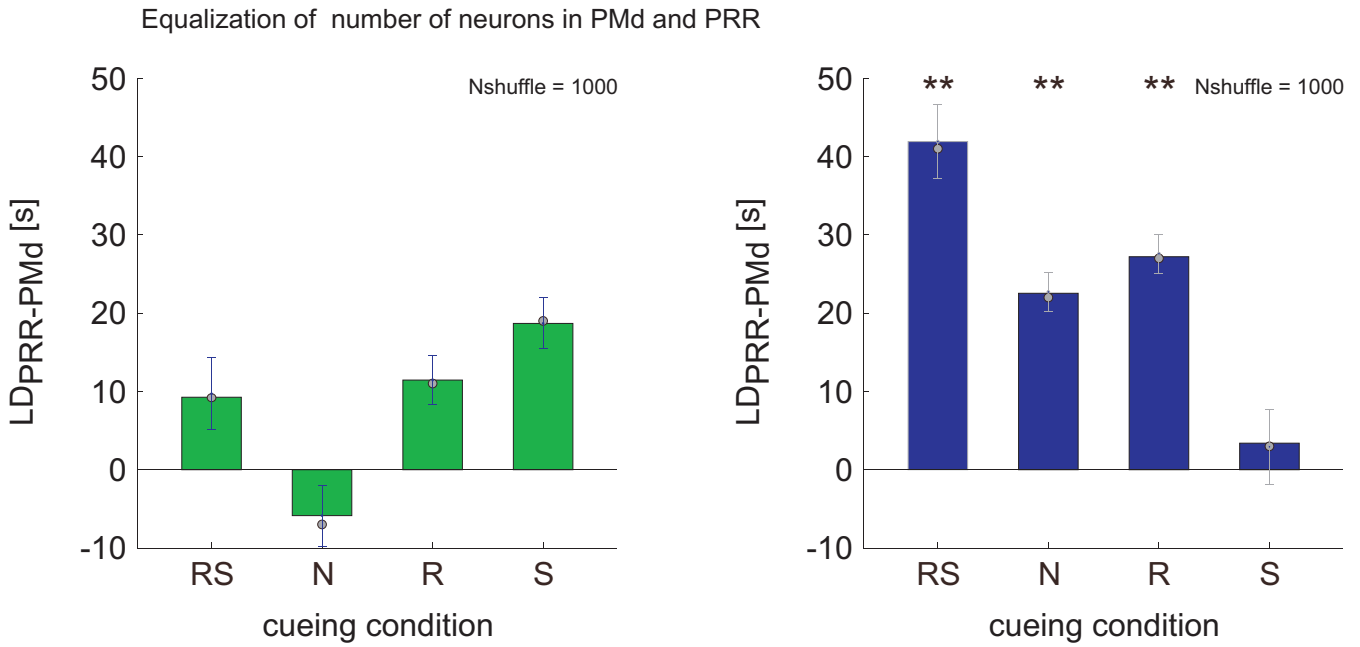 Equalization of  number of neurons in PMd and PRR
Nshuffle = 1000
50
40
30
20
10
0
-10
LDPRR-PMd [s]
RS N R S
cueing condition
** ** ** Nshuffle = 1000
50
40
30
20
10
0
-10
LDPRR-PMd [s]
RS N R S
cueing condition